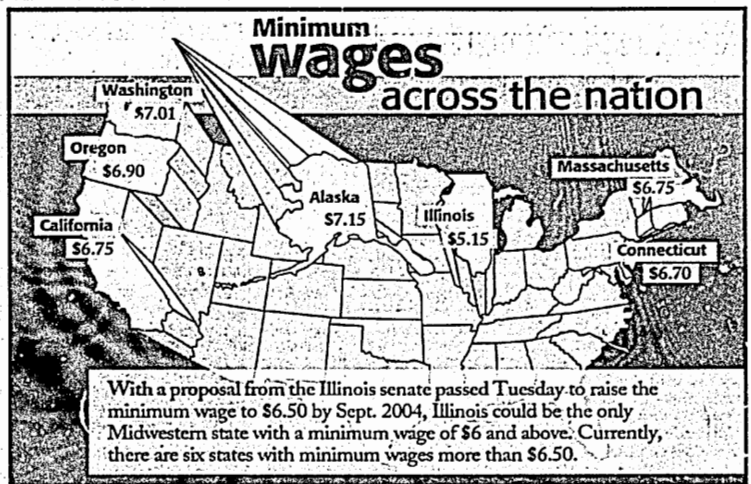 Minimum
wages
across the nation
Washington
$7.01
Oregon
$6.90
California
$6.75
Alaska
$7.15
Illinois
$5.15
Massachusetts
$6.75
Connecticut
$6.70
With a proposal from the Illinois senate passed Tuesday to raise the
minimum wage to $6.50 by Sept. 2004, Illinois could be the only
Midwestern state with a minimum wage of $6 and above. Currently,
there are six states with minimum wages more than $6.50.